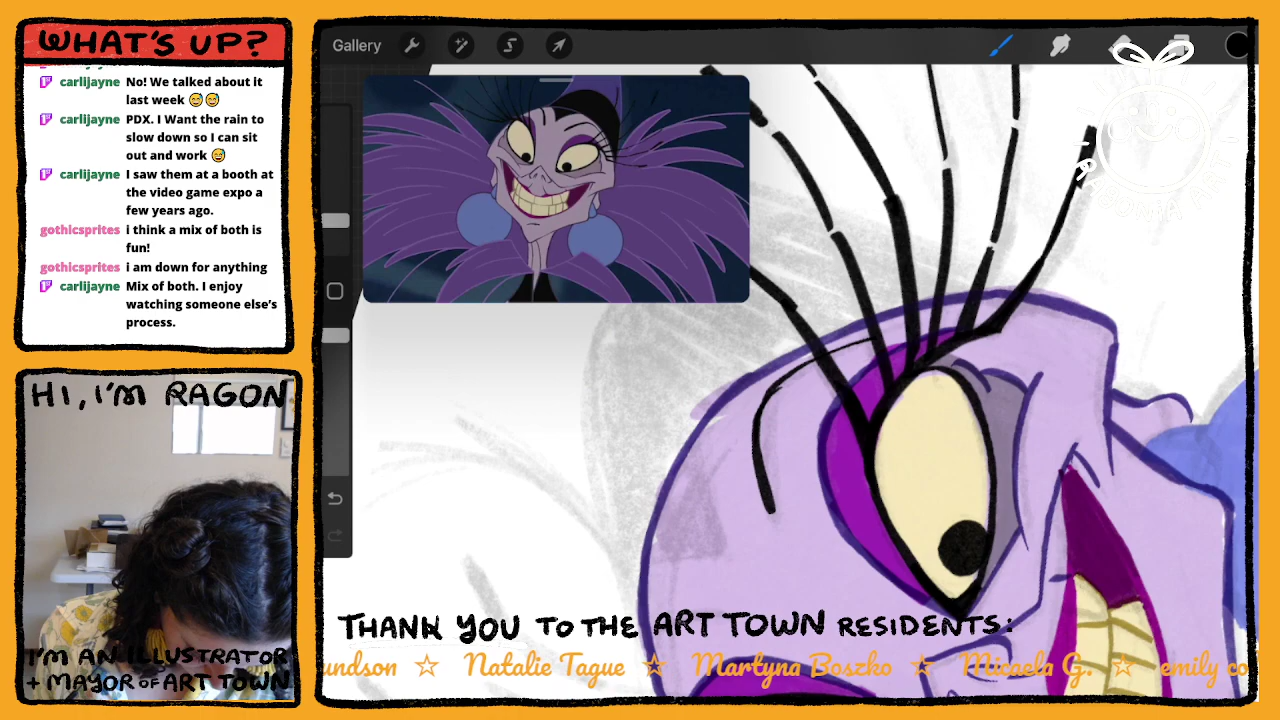 WHAT'S UP?
carlijayne No! We talked about it
last week 😅😅
carlijayne PDX. I Want the rain to
slow down so I can sit
out and work 😅
carlijayne I saw them at a booth at
the video game expo a
few years ago.
gothicsprites i think a mix of both is
fun!
gothicsprites i am down for anything
carlijayne Mix of both. I enjoy
watching someone else's
process.
HI, I'M RAGON
I'M AN ILLUSTRATOR
+ MAYOR OF ART TOWN
Gallery
THANK YOU TO THE ART TOWN RESIDENTS:
undson ☆ Natalie Tague ☆ Martyna Boszko ☆ Micaela G. ☆ emily co